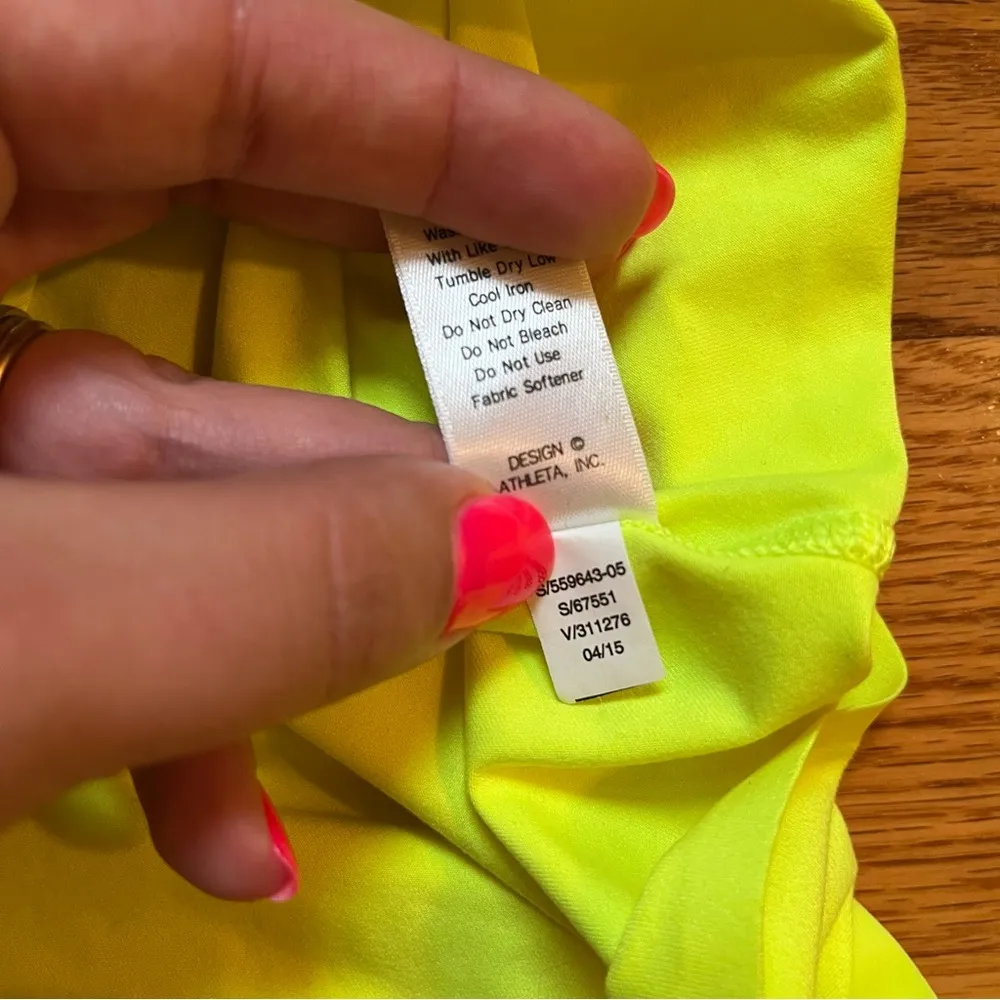 With Like
Tumble Dry Low
Cool Iron
Do Not Dry Clean
Do Not Bleach
Do Not Use
Fabric Softener
DESIGN ©
ATHLETA, INC.
S/559643-05
S/67551
V/311276
04/15